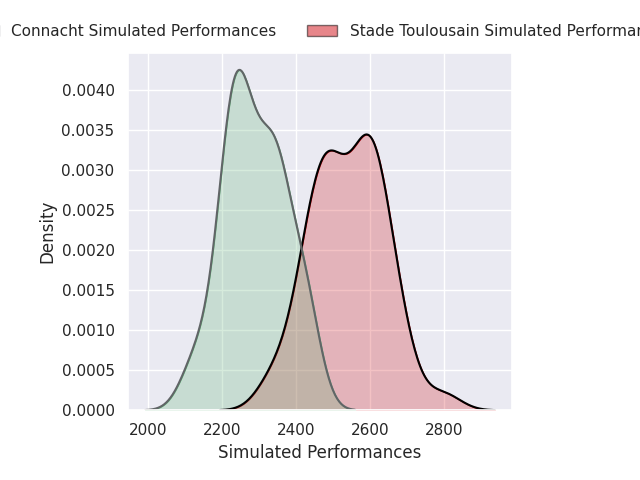 Connacht Simulated Performances Stade Toulousain Simulated
0.0040
0.0035
0.0030
0.0025
0.0020
0.0015
0.0010
0.0005
0.0000
Density
2000 2200 2400 2600 2800
Simulated Performances